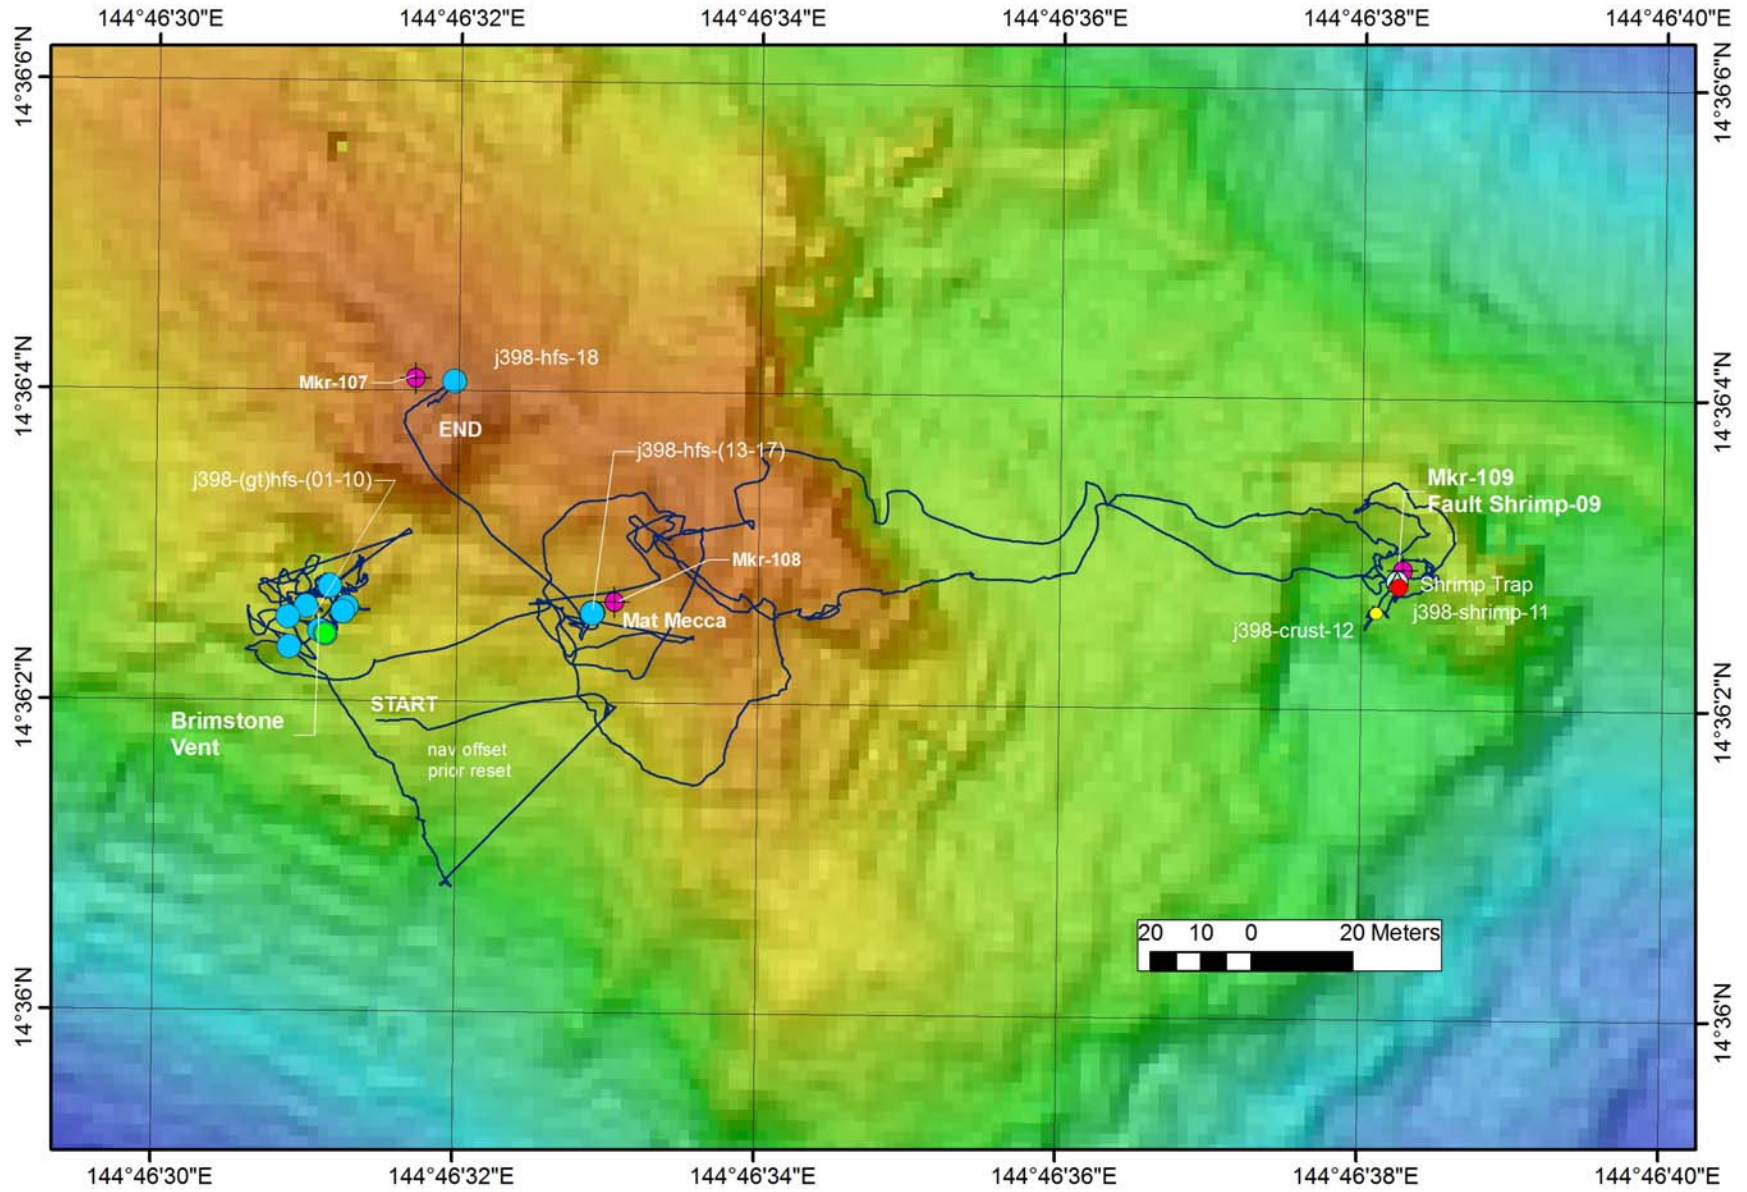 144°46'30"E
144°46'32"E
144°46'34"E
144°46'36"E
144°46'38"E
144°46'40"E
14°36'6"N
14°36'6"N
j398-hfs-18
Mkr-107
14°36'4"N
14°36'4"N
END
j398-hfs-(13-17)
j398-(gt)hfs-(01-10)
Mkr-109
Fault Shrimp-09
Mkr-108
Shrimp Trap
j398-shrimp-11
Mat Mecca
j398-crust-12
14°36'2"N
14°36'2"N
START
Brimstone
Vent
nav offset
prior reset
20 10 0 20 Meters
14°36'N
14°36'N
144°46'30"E
144°46'32"E
144°46'34"E
144°46'36"E
144°46'38"E
144°46'40"E